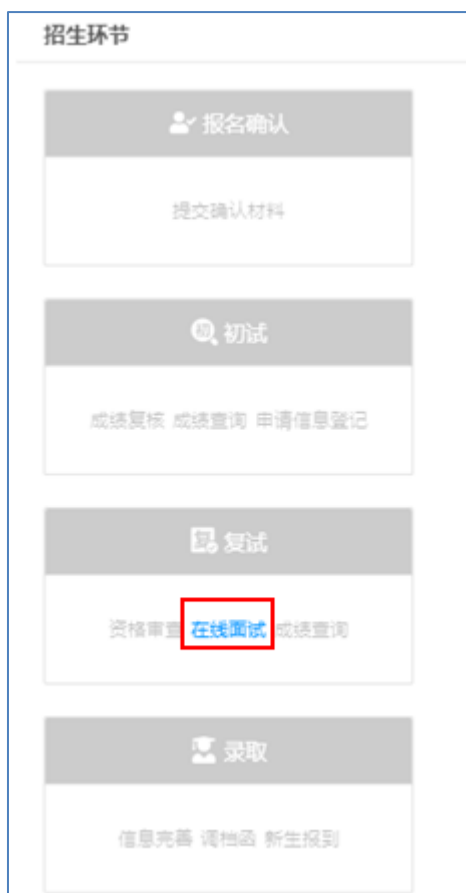 招生环节
报名确认
提交确认材料
初试
成绩复核 成绩查询 申请信息登记
复试
资格审查 在线面试 成绩查询
录取
信息完善 调档函 新生报到